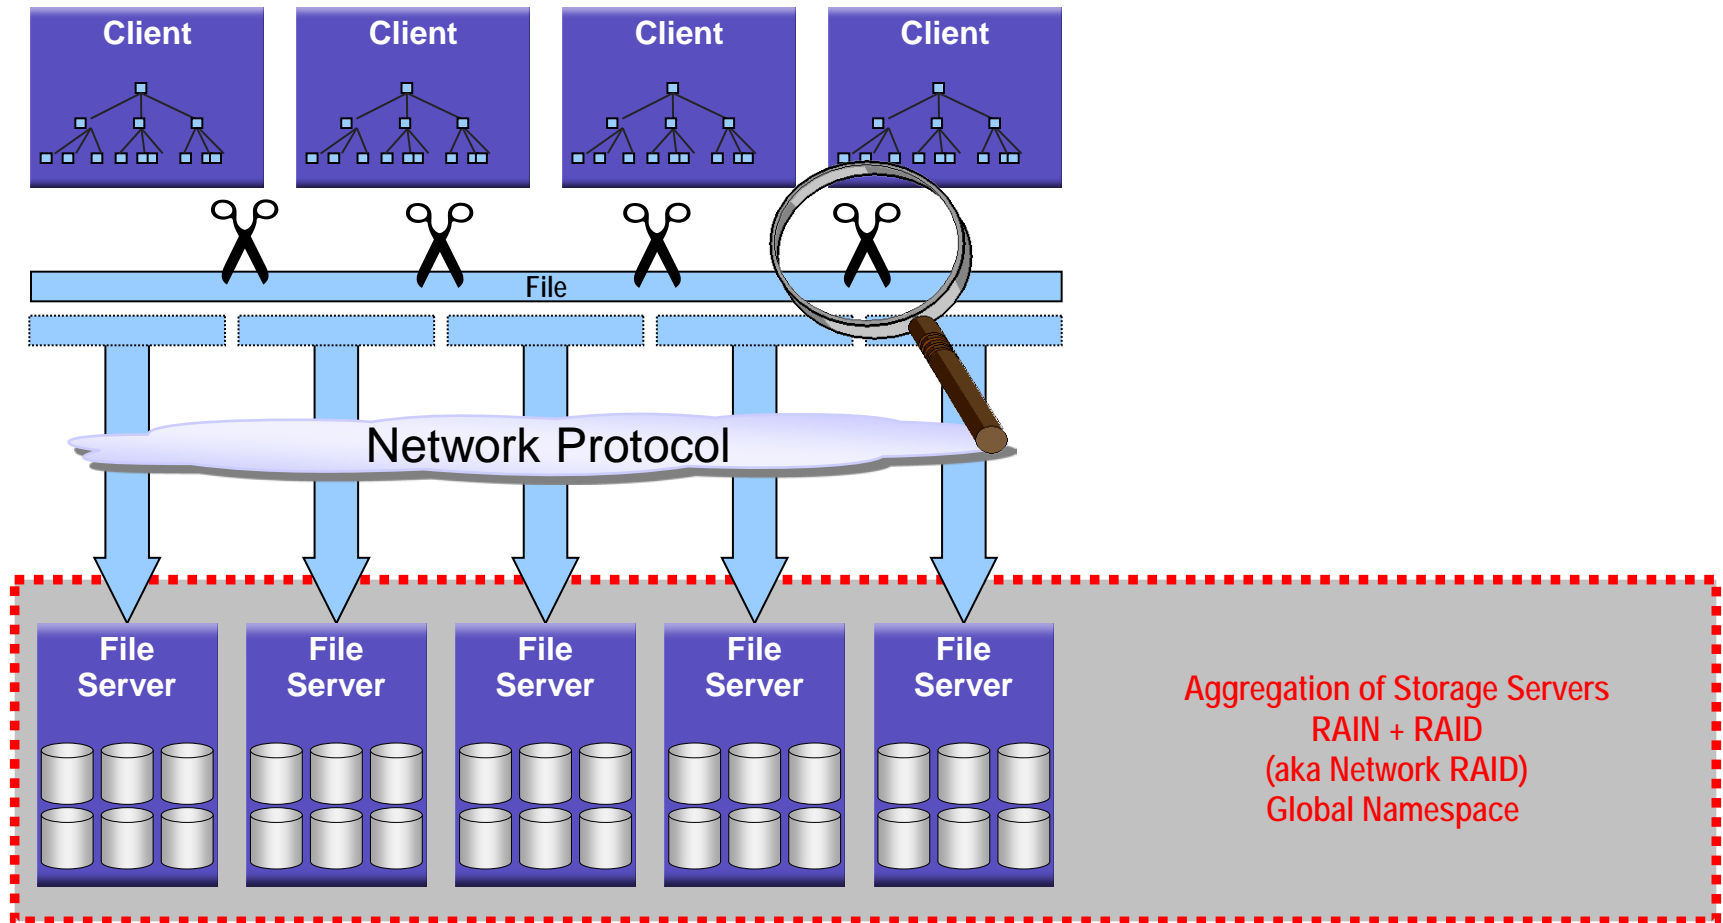 Client
Client
Client
Client
File
Network Protocol
File
Server
File
Server
File
Server
File
Server
File
Server
Aggregation of Storage Servers
RAIN + RAID
(aka Network RAID)
Global Namespace